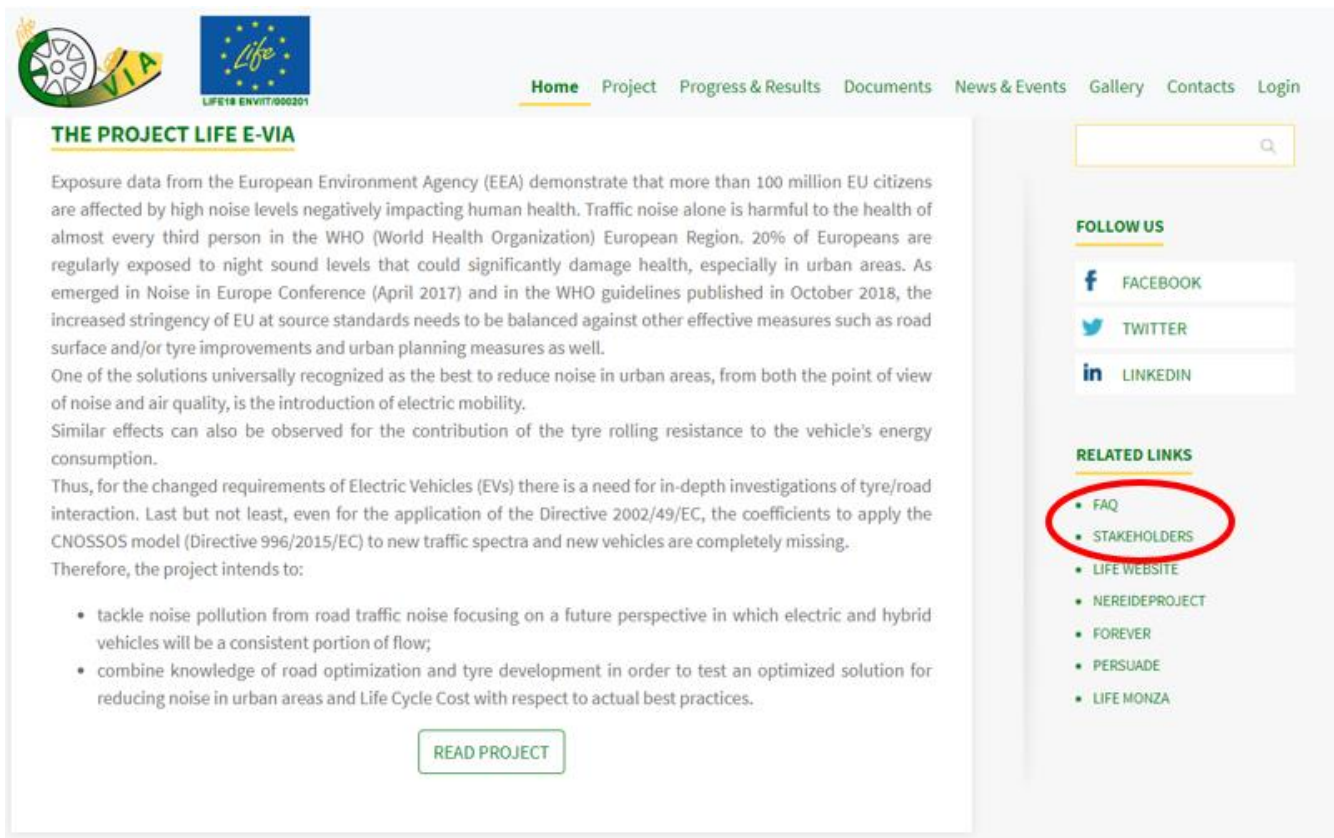 life
VIA
Life
LIFE18 ENV/IT/000201
Home Project Progress & Results Documents News & Events Gallery Contacts Login
THE PROJECT LIFE E-VIA
Exposure data from the European Environment Agency (EEA) demonstrate that more than 100 million EU citizens
are affected by high noise levels negatively impacting human health. Traffic noise alone is harmful to the health of
almost every third person in the WHO (World Health Organization) European Region. 20% of Europeans are
regularly exposed to night sound levels that could significantly damage health, especially in urban areas. As
emerged in Noise in Europe Conference (April 2017) and in the WHO guidelines published in October 2018, the
increased stringency of EU at source standards needs to be balanced against other effective measures such as road
surface and/or tyre improvements and urban planning measures as well.
One of the solutions universally recognized as the best to reduce noise in urban areas, from both the point of view
of noise and air quality, is the introduction of electric mobility.
Similar effects can also be observed for the contribution of the tyre rolling resistance to the vehicle's energy
consumption.
Thus, for the changed requirements of Electric Vehicles (EVs) there is a need for in-depth investigations of tyre/road
interaction. Last but not least, even for the application of the Directive 2002/49/EC, the coefficients to apply the
CNOSSOS model (Directive 996/2015/EC) to new traffic spectra and new vehicles are completely missing.
Therefore, the project intends to:
• tackle noise pollution from road traffic noise focusing on a future perspective in which electric and hybrid
vehicles will be a consistent portion of flow;
• combine knowledge of road optimization and tyre development in order to test an optimized solution for
reducing noise in urban areas and Life Cycle Cost with respect to actual best practices.
READ PROJECT
FOLLOW US
FACEBOOK
TWITTER
LINKEDIN
RELATED LINKS
• FAQ
• STAKEHOLDERS
• LIFE WEBSITE
• NEREIDEPROJECT
• FOREVER
• PERSUADE
• LIFE MONZA